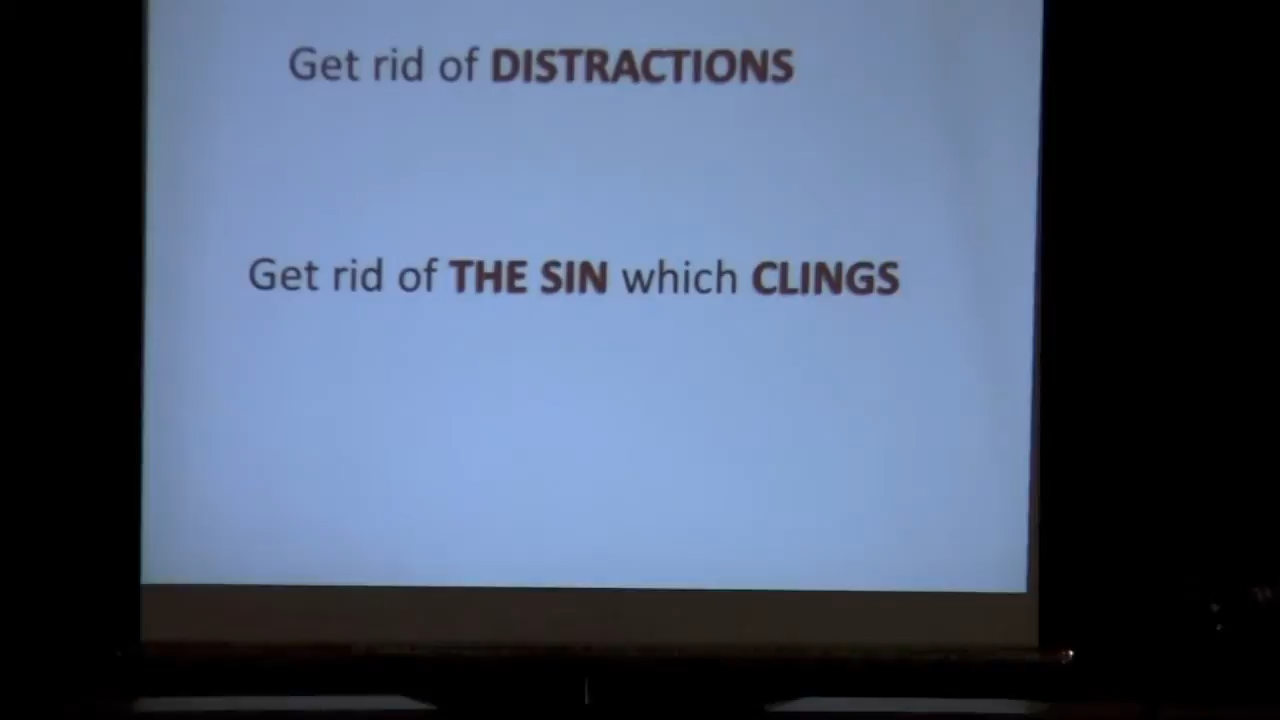 Get rid of DISTRACTIONS
Get rid of THE SIN which CLINGS